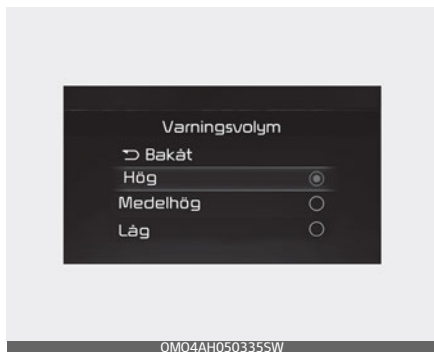 Varningsvolym
⮌ Bakåt
Hög
Medelhög
Låg
OMO4AH050335SW